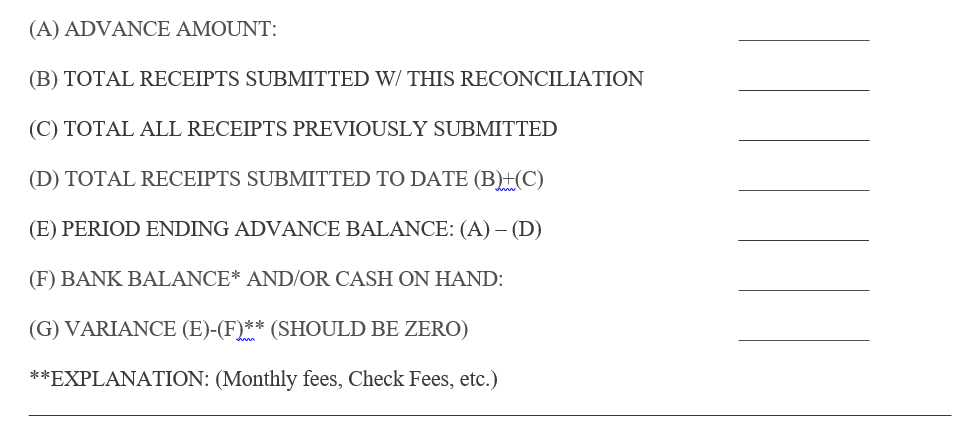 (A) ADVANCE AMOUNT:
(B) TOTAL RECEIPTS SUBMITTED W/ THIS RECONCILIATION
(C) TOTAL ALL RECEIPTS PREVIOUSLY SUBMITTED
(D) TOTAL RECEIPTS SUBMITTED TO DATE (B)+(C)
(E) PERIOD ENDING ADVANCE BALANCE: (A) – (D)
(F) BANK BALANCE* AND/OR CASH ON HAND:
(G) VARIANCE (E)-(F)** (SHOULD BE ZERO)
**EXPLANATION: (Monthly fees, Check Fees, etc.)